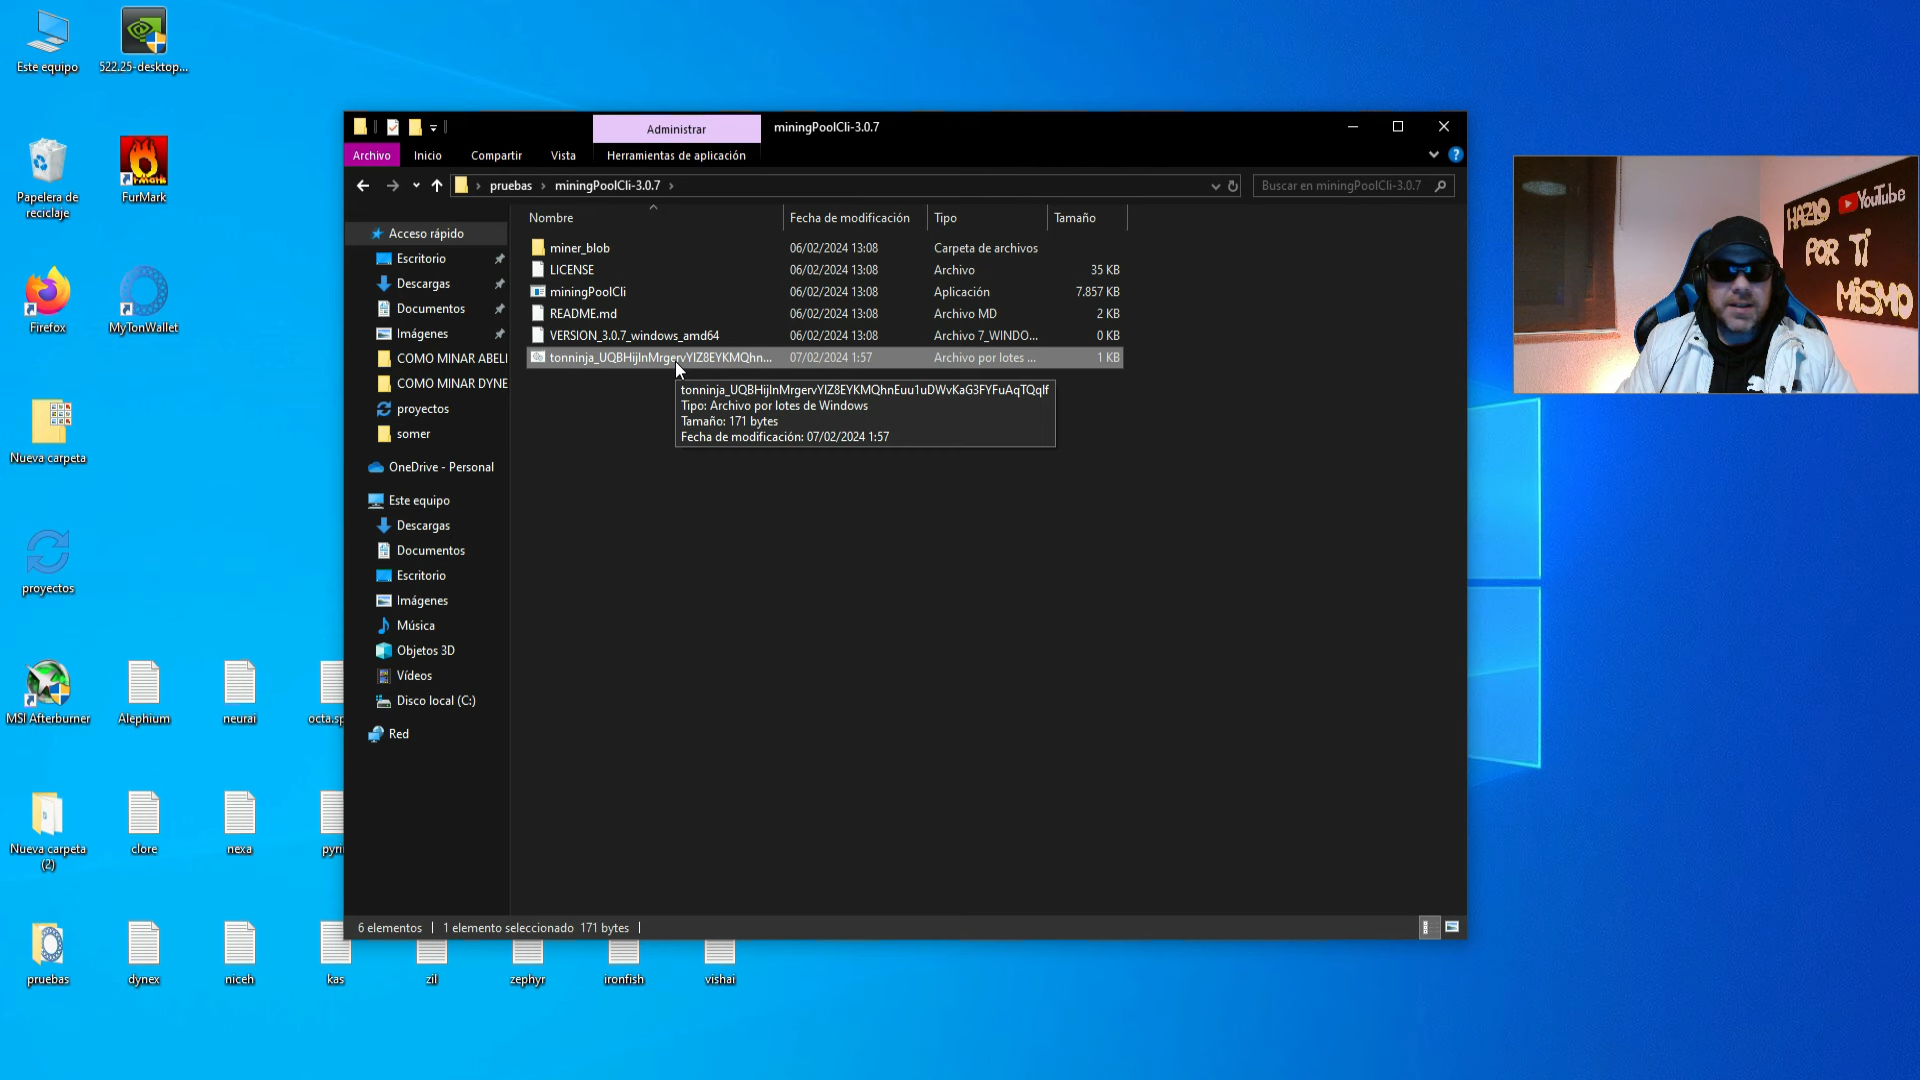 Este equipo
522.25-desktop...
Papelera de
reciclaje
FurMark
Firefox
MyTonWallet
Nueva carpeta
proyectos
MSI Afterburner
Alephium
neurai
octa.sp
Nueva carpeta
(2)
clore
nexa
pyri
pruebas
dynex
niceh
kas
zil
zephyr
ironfish
vishai
Administrar
miningPoolCli-3.0.7
Archivo
Inicio
Compartir
Vista
Herramientas de aplicación
pruebas
miningPoolCli-3.0.7
Buscar en miningPoolCli-3.0.7
Nombre
Fecha de modificación
Tipo
Tamaño
miner_blob 06/02/2024 13:08 Carpeta de archivos
LICENSE 06/02/2024 13:08 Archivo 35 KB
miningPoolCli 06/02/2024 13:08 Aplicación 7.857 KB
README.md 06/02/2024 13:08 Archivo MD 2 KB
VERSION_3.0.7_windows_amd64 06/02/2024 13:08 Archivo 7_WINDO... 0 KB
tonninja_UQBHijlnMrgervYIZ8EYKMQhn... 07/02/2024 1:57 Archivo por lotes ... 1 KB
tonninja_UQBHijlnMrgervYIZ8EYKMQhnEuu1uDWvKaG3FYFuAqTQqlf
Tipo: Archivo por lotes de Windows
Tamaño: 171 bytes
Fecha de modificación: 07/02/2024 1:57
Acceso rápido
Escritorio
Descargas
Documentos
Imágenes
COMO MINAR ABELI
COMO MINAR DYNE
proyectos
somer
OneDrive - Personal
Este equipo
Descargas
Documentos
Escritorio
Imágenes
Música
Objetos 3D
Vídeos
Disco local (C:)
Red
6 elementos
1 elemento seleccionado 171 bytes
HAZLO
YouTube
POR TI
MISMO